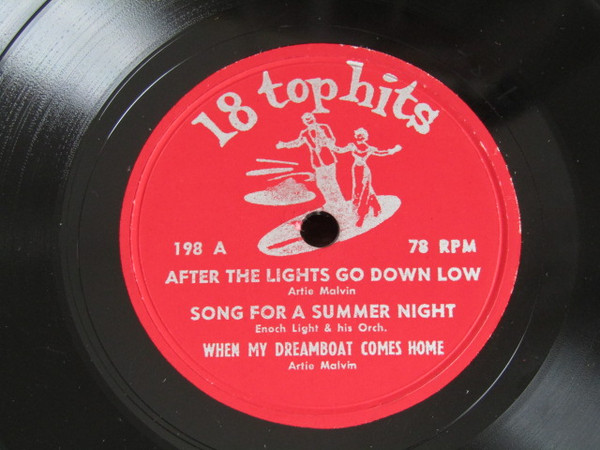 18 top hits
198 A 78 RPM
AFTER THE LIGHTS GO DOWN LOW
Artie Malvin
SONG FOR A SUMMER NIGHT
Enoch Light & his Orch.
WHEN MY DREAMBOAT COMES HOME
Artie Malvin